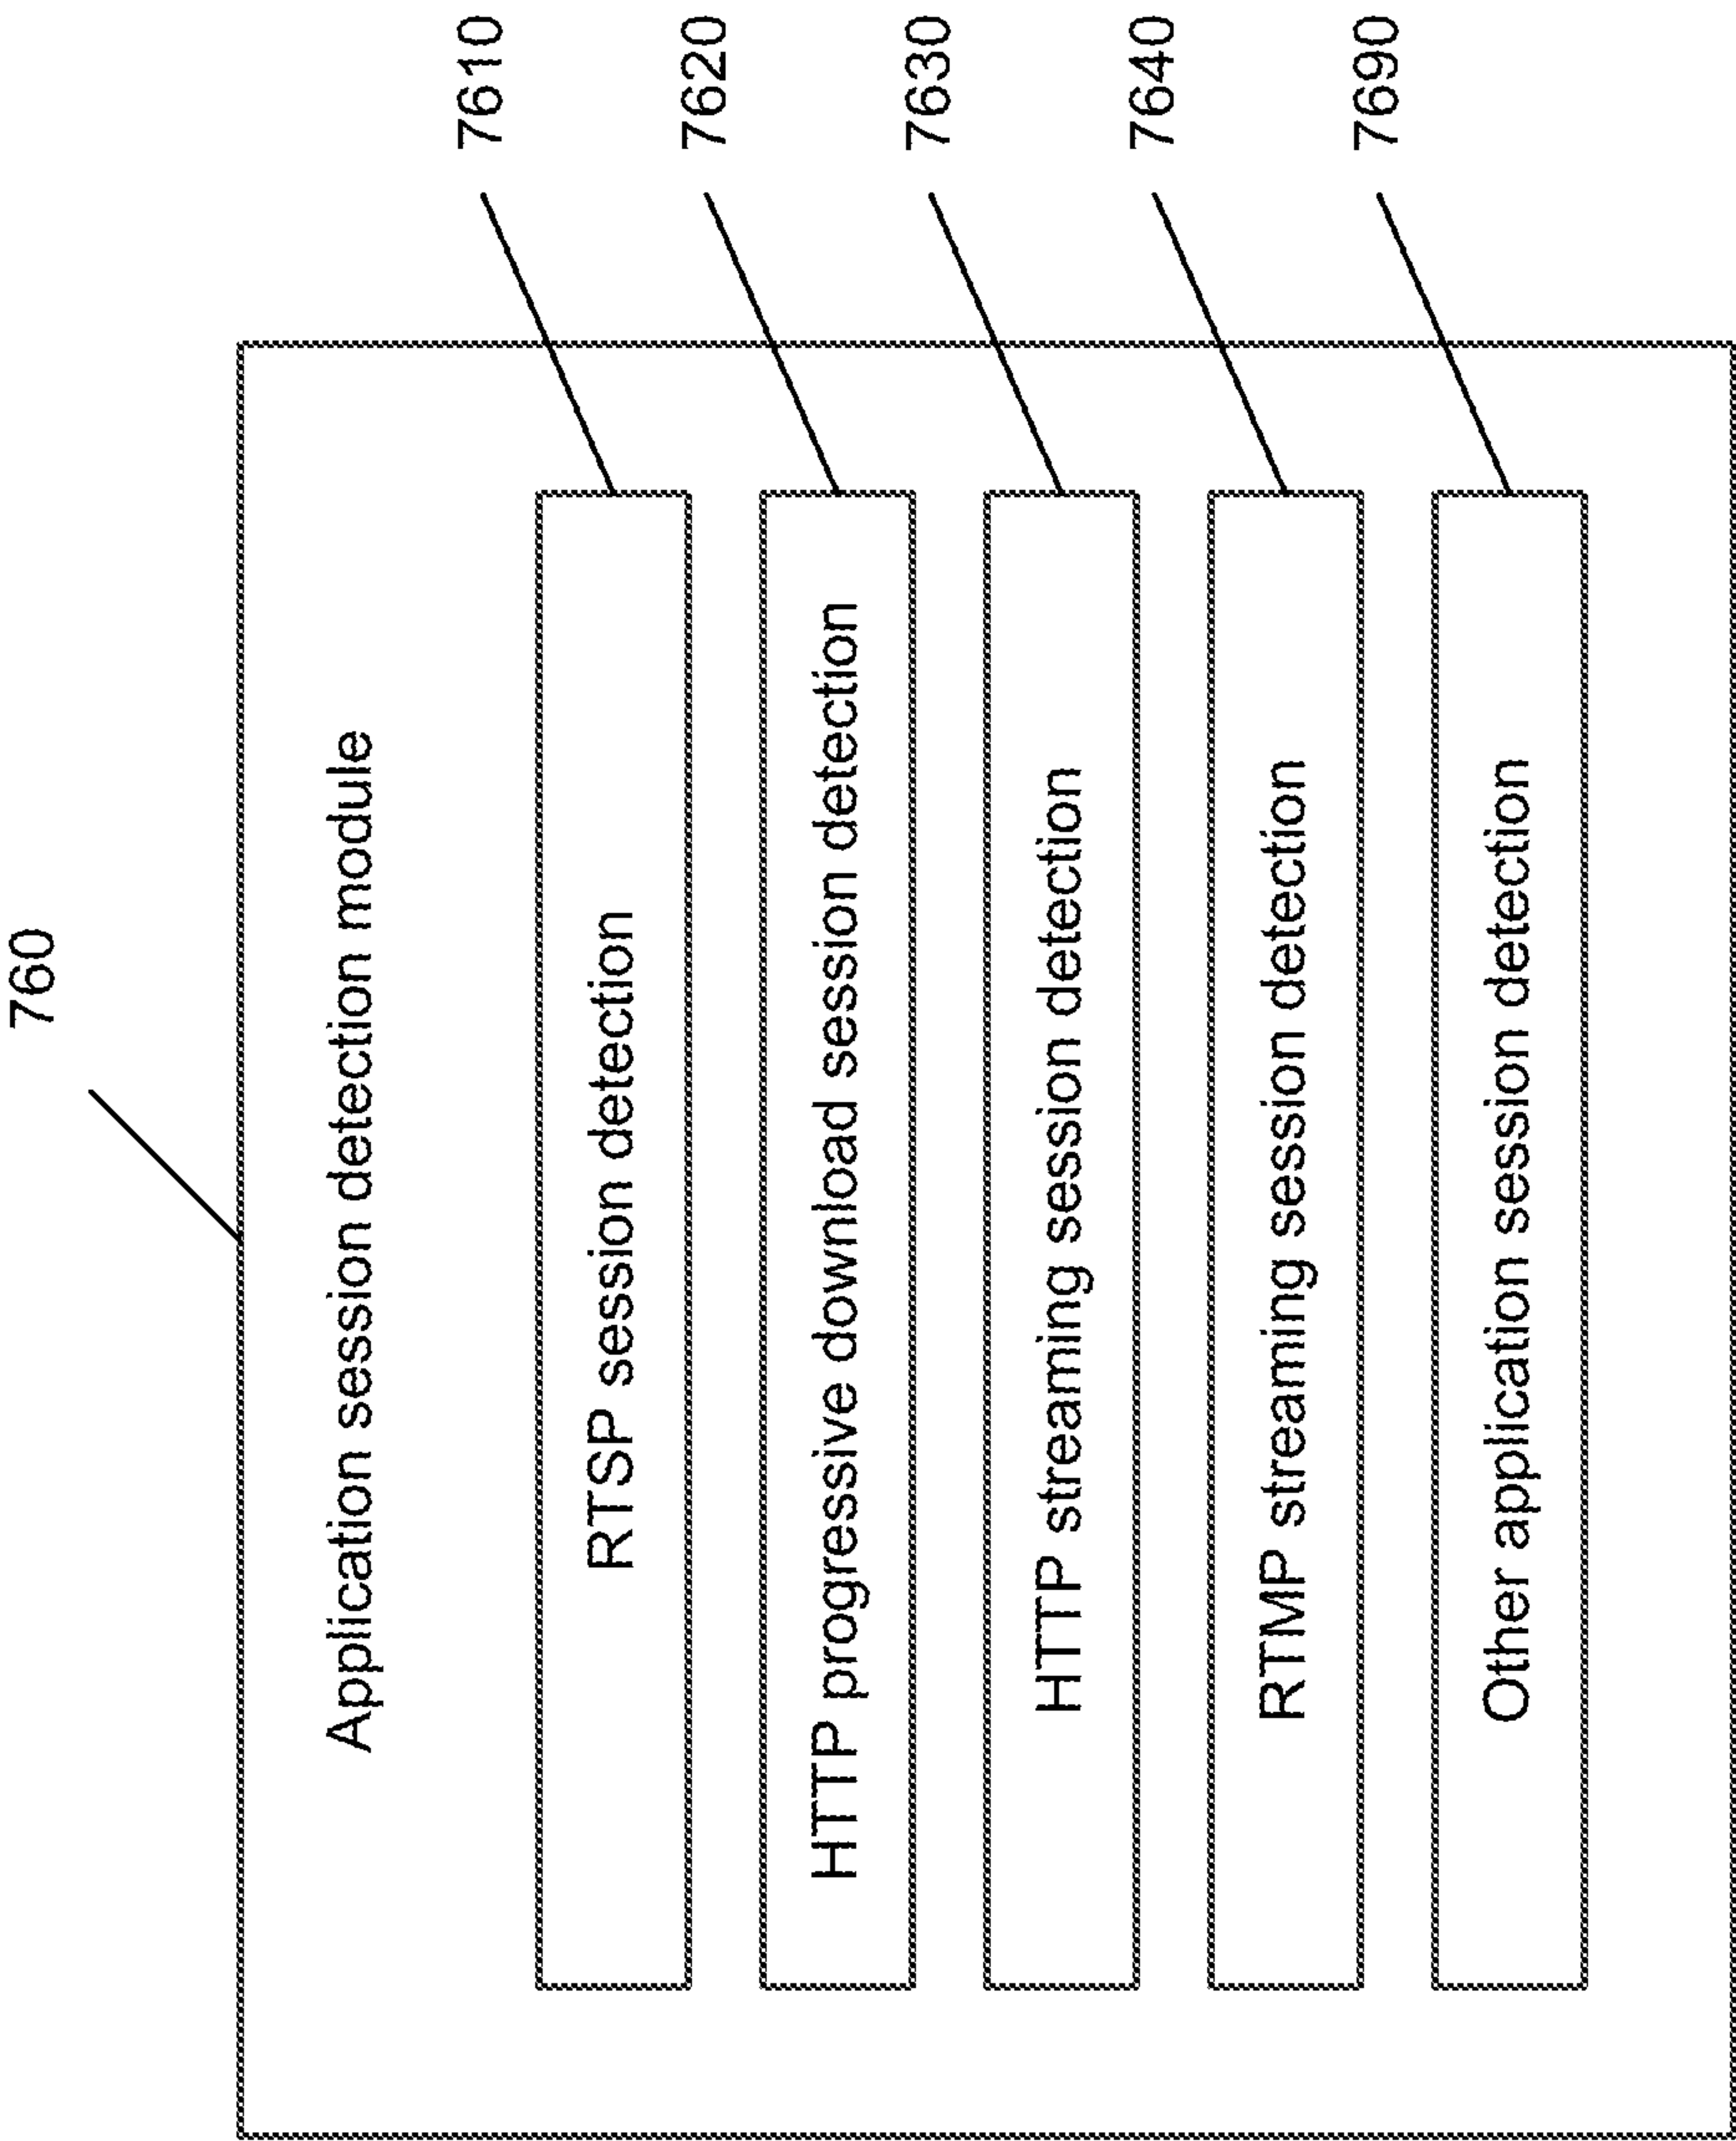 760
Application session detection module
RTSP session detection
7610
HTTP progressive download session detection
7620
HTTP streaming session detection
7630
RTMP streaming session detection
7640
Other application session detection
7690